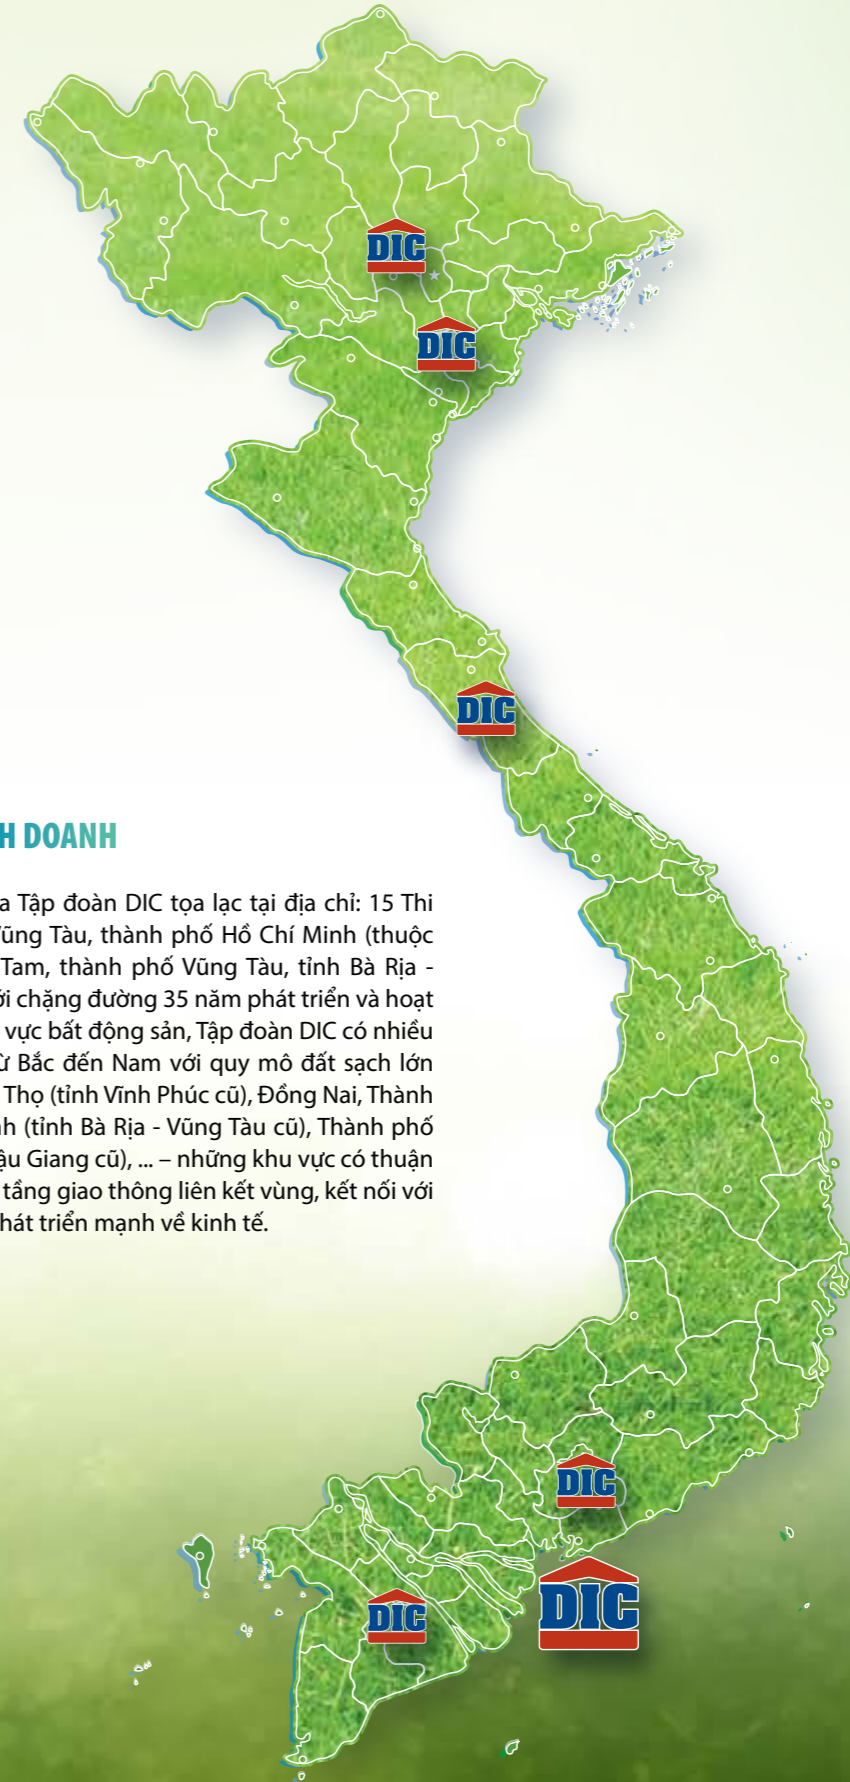 DIC
DIC
DIC
H DOANH
a Tập đoàn DIC tọa lạc tại địa chỉ: 15 Thi
Vũng Tàu, thành phố Hồ Chí Minh (thuộc
Tam, thành phố Vũng Tàu, tỉnh Bà Rịa -
ới chặng đường 35 năm phát triển và hoạt
vực bất động sản, Tập đoàn DIC có nhiều
ừ Bắc đến Nam với quy mô đất sạch lớn
Thọ (tỉnh Vĩnh Phúc cũ), Đồng Nai, Thành
nh (tỉnh Bà Rịa - Vũng Tàu cũ), Thành phố
ậu Giang cũ), ... – những khu vực có thuận
tầng giao thông liên kết vùng, kết nối với
hát triển mạnh về kinh tế.
DIC
DIC
DIC